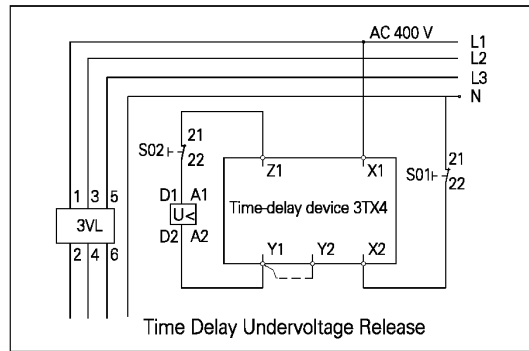 AC 400 V
L1
L2
L3
N
21
S02
22
21
S01
22
Z1 X1
1 3 5
D1 A1
Time-delay device 3TX4
3VL
U<
D2 A2
Y1 Y2 X2
2 4 6
Time Delay Undervoltage Release